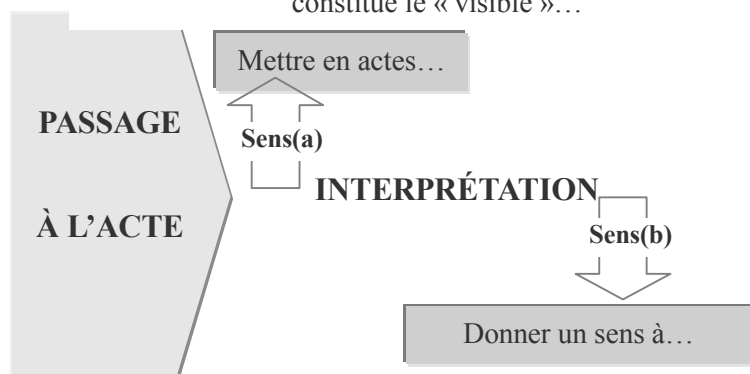 constitue le « visible »…
Mettre en actes…
PASSAGE
Sens(a)
INTERPRÉTATION
À L’ACTE
Sens(b)
Donner un sens à…